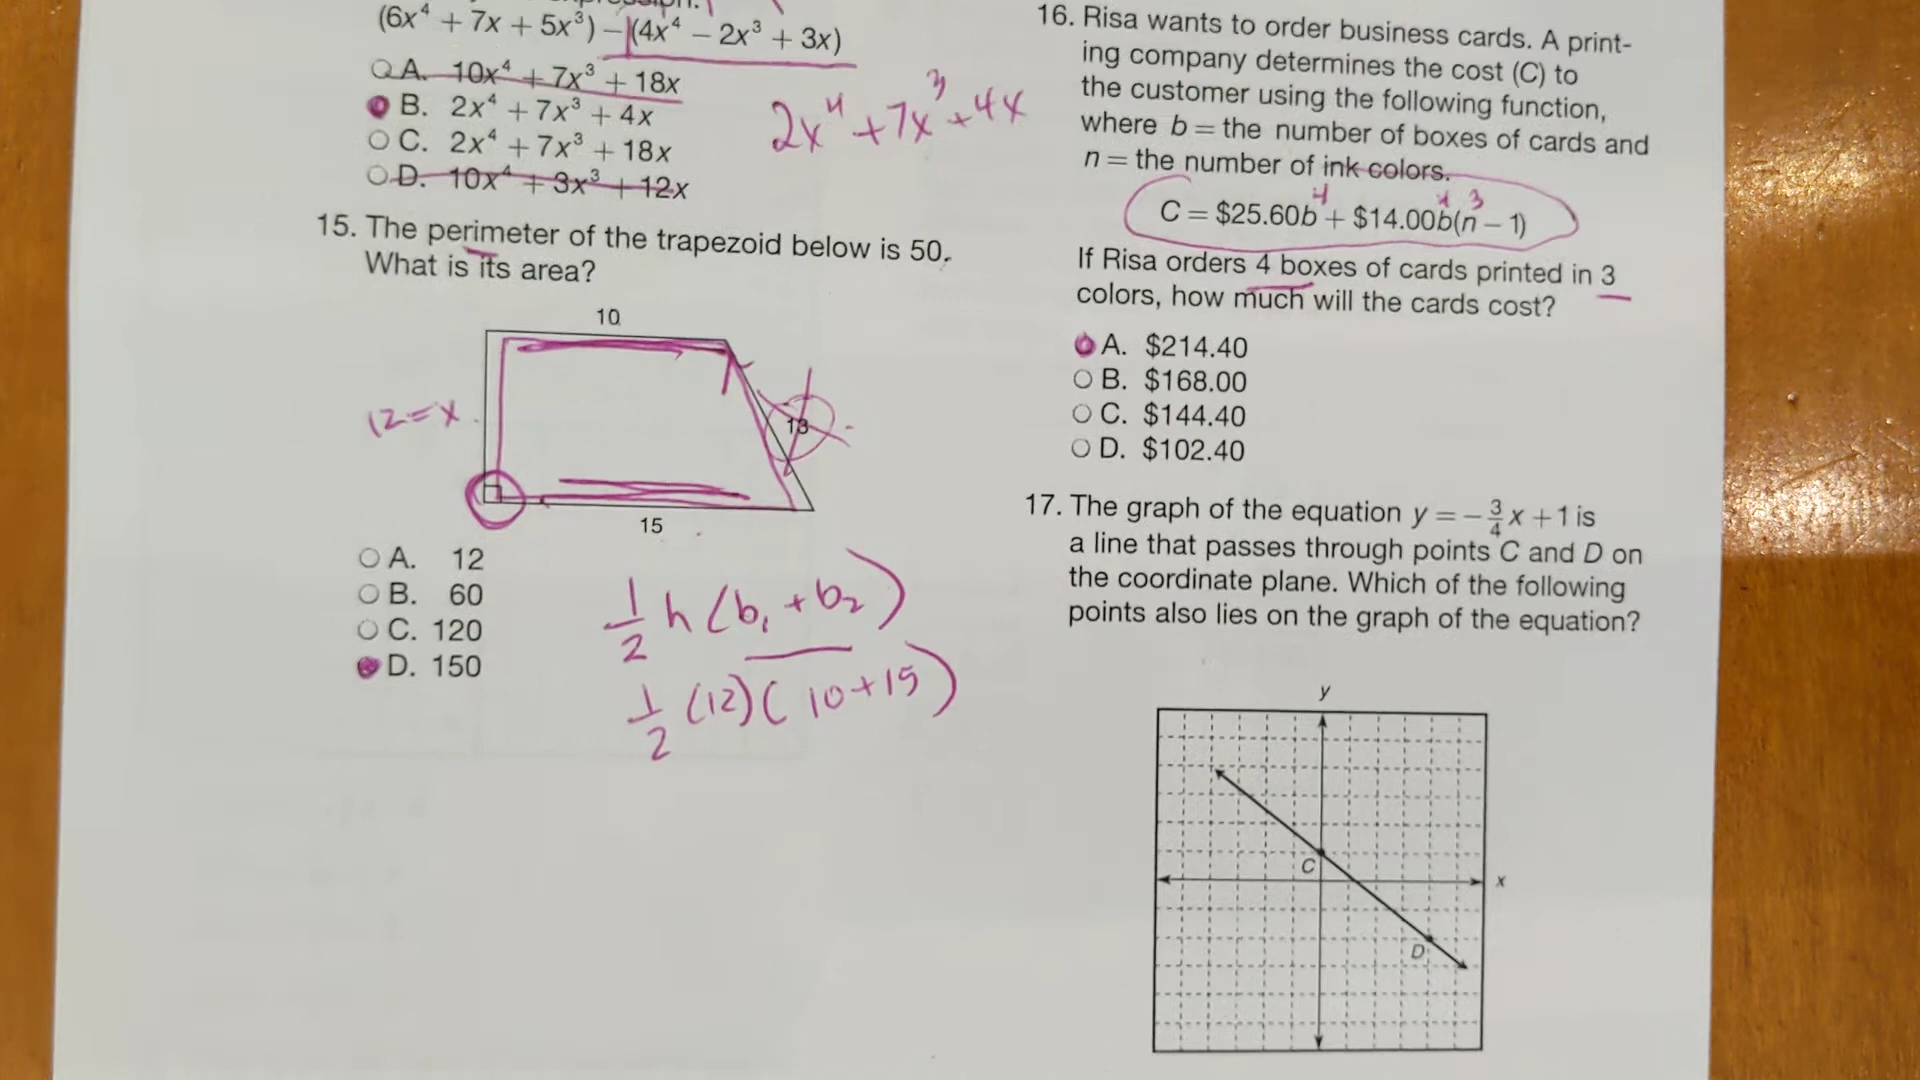 (6x⁴ + 7x + 5x³) – (4x⁴ – 2x³ + 3x)
A. 10x⁴ + 7x³ + 18x
B. 2x⁴ + 7x³ + 4x
C. 2x⁴ + 7x³ + 18x
D. 10x⁴ + 3x³ + 12x
2x⁴ + 7x³ + 4x
15. The perimeter of the trapezoid below is 50.
What is its area?
10
12 = x
13
15
A. 12
B. 60
C. 120
D. 150
1/2 h (b₁ + b₂)
1/2 (12) ( 10 + 15 )
16. Risa wants to order business cards. A print-
ing company determines the cost (C) to
the customer using the following function,
where b = the number of boxes of cards and
n = the number of ink colors.
4 4 3
C = $25.60b + $14.00b(n – 1)
If Risa orders 4 boxes of cards printed in 3
colors, how much will the cards cost?
A. $214.40
B. $168.00
C. $144.40
D. $102.40
17. The graph of the equation y = –3/4x + 1 is
a line that passes through points C and D on
the coordinate plane. Which of the following
points also lies on the graph of the equation?
y
C
x
D